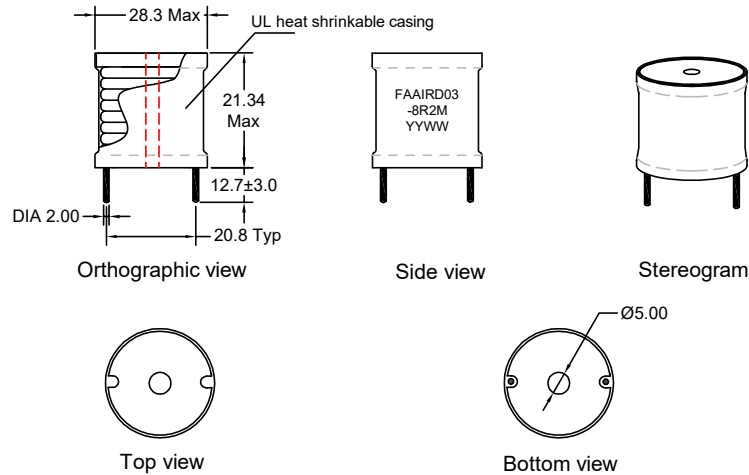 28.3 Max
UL heat shrinkable casing
21.34
Max
12.7±3.0
DIA 2.00
20.8 Typ
Orthographic view
FAAIRD03
-8R2M
YYWW
Side view
Stereogram
Top view
Ø5.00
Bottom view